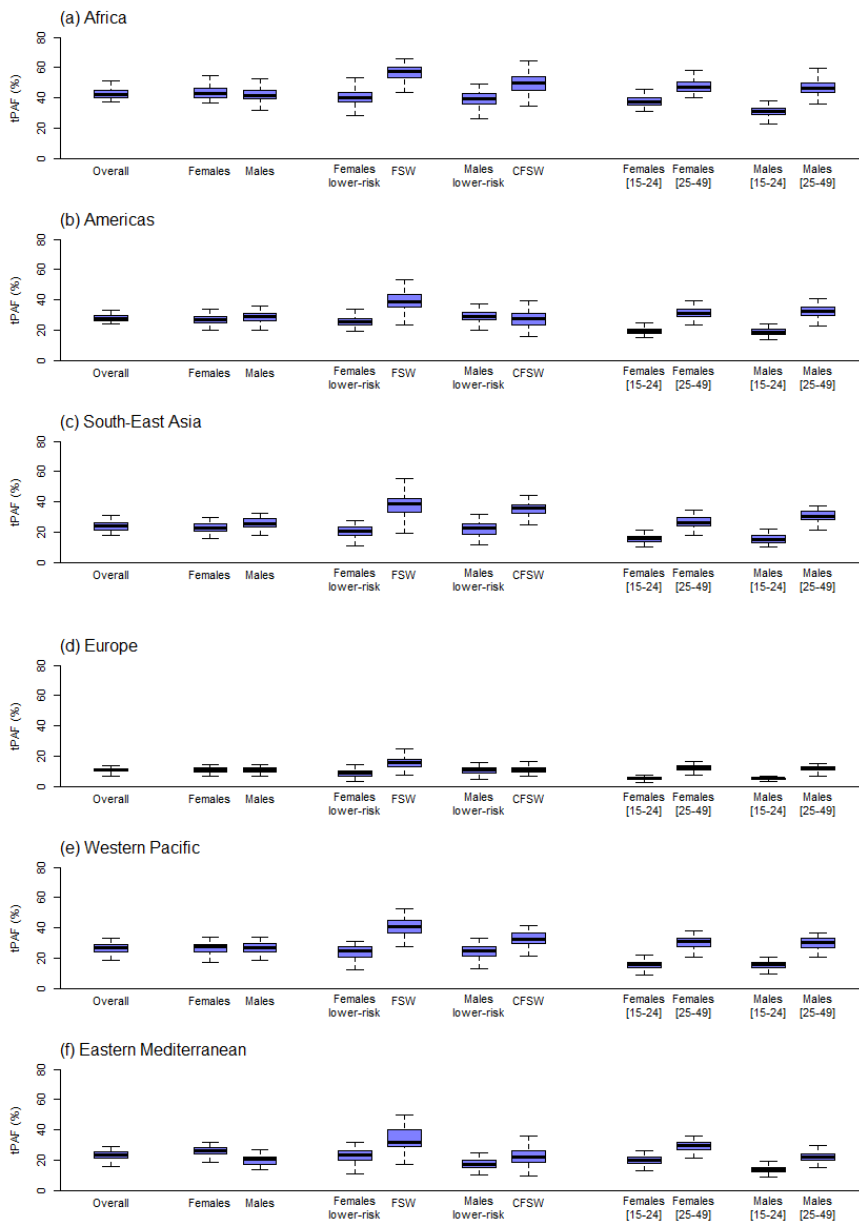 (a) Africa
80
60
40
20
0
tPAF (%)
Overall Females Males Females FSW Males CFSW Females Females Males Males
lower-risk lower-risk [15-24] [25-49] [15-24] [25-49]
(b) Americas
80
60
40
20
0
tPAF (%)
Overall Females Males Females FSW Males CFSW Females Females Males Males
lower-risk lower-risk [15-24] [25-49] [15-24] [25-49]
(c) South-East Asia
80
60
40
20
0
tPAF (%)
Overall Females Males Females FSW Males CFSW Females Females Males Males
lower-risk lower-risk [15-24] [25-49] [15-24] [25-49]
(d) Europe
80
60
40
20
0
tPAF (%)
Overall Females Males Females FSW Males CFSW Females Females Males Males
lower-risk lower-risk [15-24] [25-49] [15-24] [25-49]
(e) Western Pacific
80
60
40
20
0
tPAF (%)
Overall Females Males Females FSW Males CFSW Females Females Males Males
lower-risk lower-risk [15-24] [25-49] [15-24] [25-49]
(f) Eastern Mediterranean
80
60
40
20
0
tPAF (%)
Overall Females Males Females FSW Males CFSW Females Females Males Males
lower-risk lower-risk [15-24] [25-49] [15-24] [25-49]